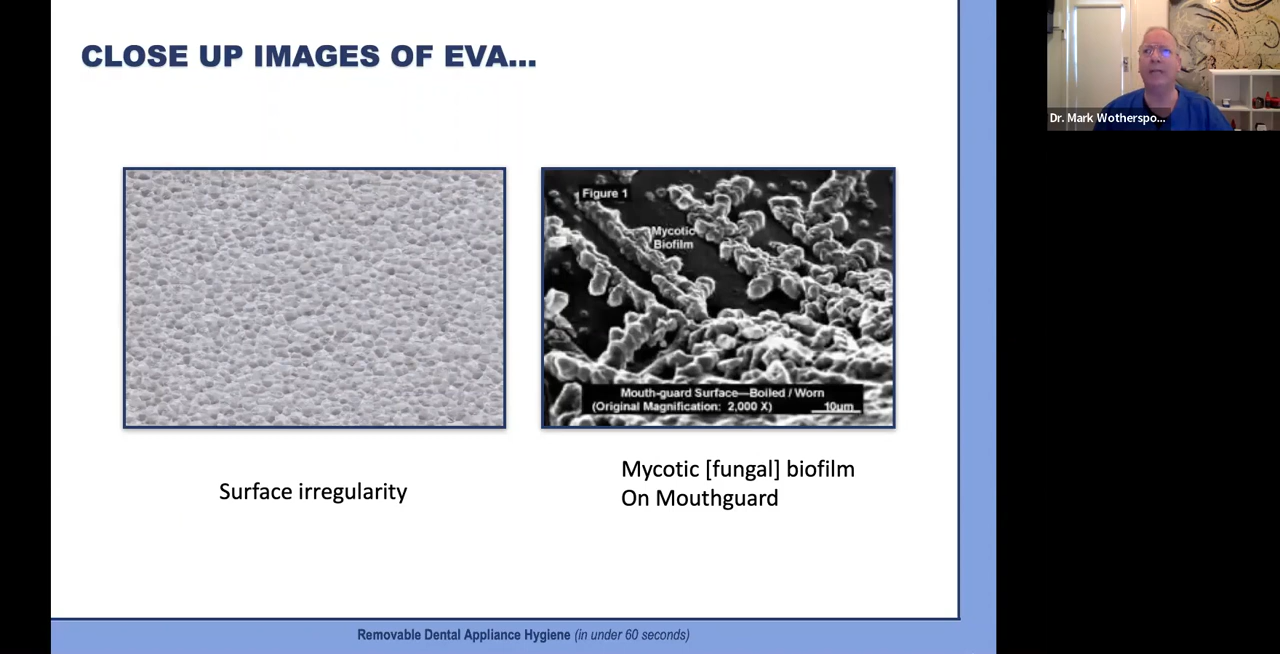 CLOSE UP IMAGES OF EVA...
Dr. Mark Wotherspo...
Figure 1
Mycotic
Biofilm
Mouth-guard Surface—Boiled / Worn
(Original Magnification: 2,000 X)
10µm
Surface irregularity
Mycotic [fungal] biofilm
On Mouthguard
Removable Dental Appliance Hygiene (in under 60 seconds)